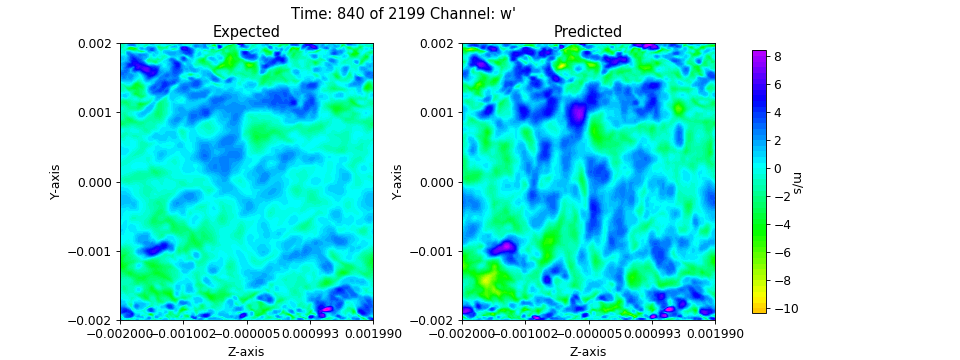 Time: 840 of 2199 Channel: w'
Expected Predicted
0.002 0.002 8
6
0.001 0.001 4
2
Y-axis 0.000 Y-axis 0.000 0 m/s
−2
−4
−0.001 −0.001 −6
−8
−0.002 −0.002 −10
−0.002000 −0.001002 −0.000005 0.000993 0.001990 −0.002000 −0.001002 −0.000005 0.000993 0.001990
Z-axis Z-axis